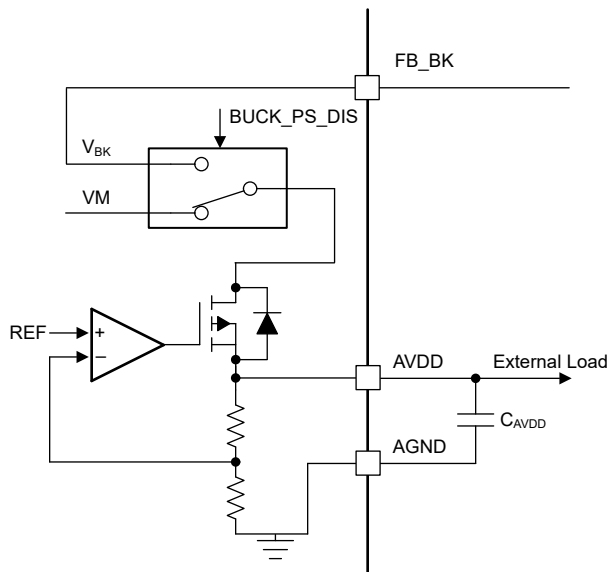 FB_BK
BUCK_PS_DIS
VBK
VM
REF
+
−
AVDD
External Load
CAVDD
AGND